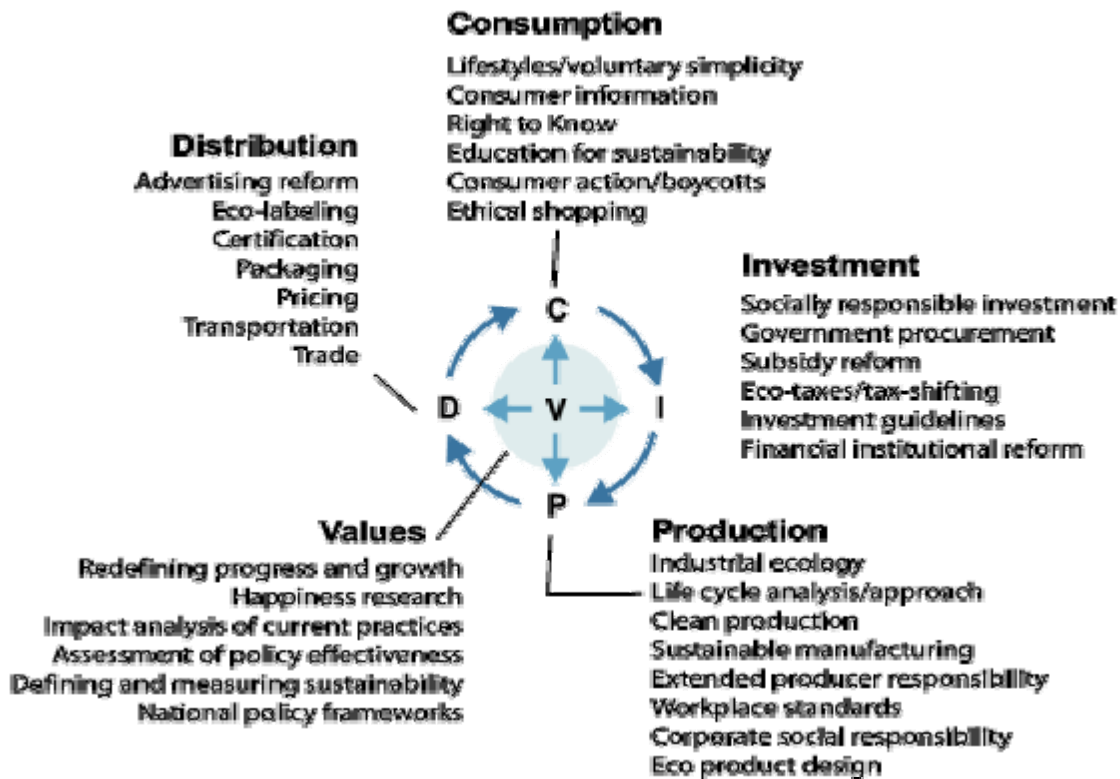 Consumption
Lifestyles/voluntary simplicity
Consumer information
Right to Know
Education for sustainability
Consumer action/boycotts
Ethical shopping
Distribution
Advertising reform
Eco-labeling
Certification
Packaging
Pricing
Transportation
Trade
Investment
Socially responsible investment
Government procurement
Subsidy reform
Eco-taxes/tax-shifting
Investment guidelines
Financial institutional reform
C
D
V
I
P
Values
Redefining progress and growth
Happiness research
Impact analysis of current practices
Assessment of policy effectiveness
Defining and measuring sustainability
National policy frameworks
Production
Industrial ecology
Life cycle analysis/approach
Clean production
Sustainable manufacturing
Extended producer responsibility
Workplace standards
Corporate social responsibility
Eco product design